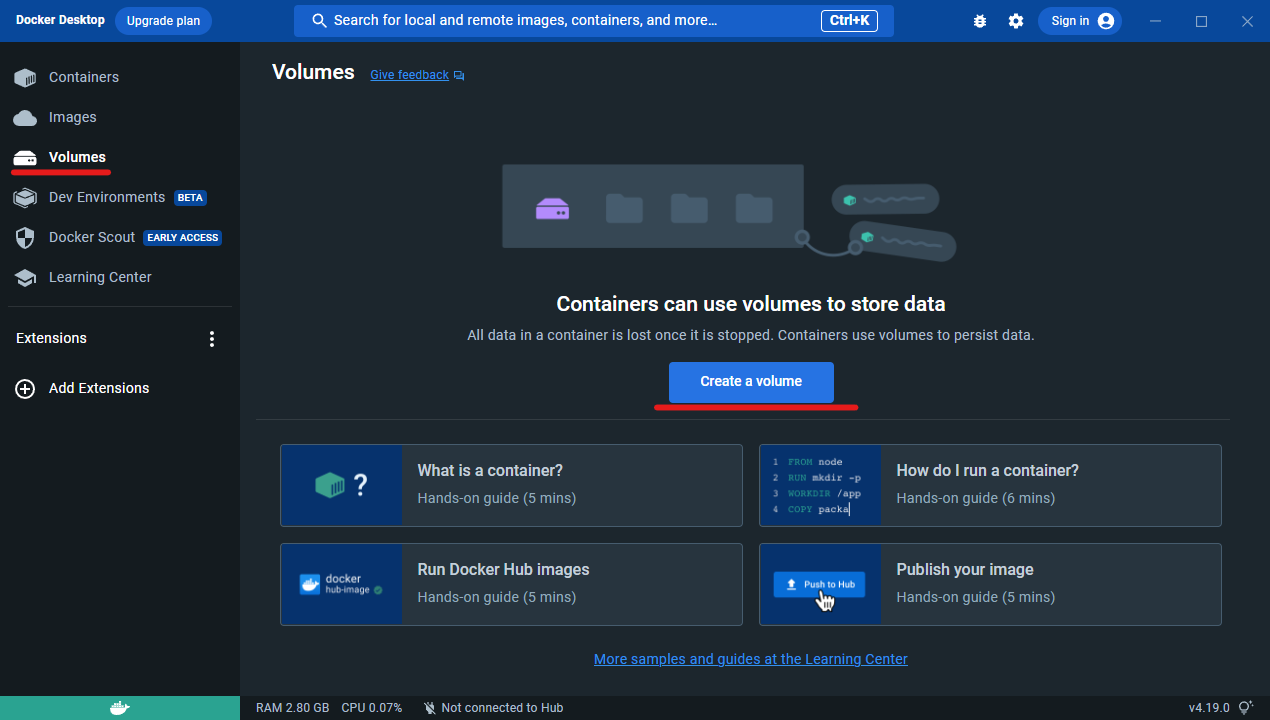 Docker Desktop
Upgrade plan
Search for local and remote images, containers, and more...
Ctrl+K
Sign in
Containers
Images
Volumes
Dev Environments BETA
Docker Scout EARLY ACCESS
Learning Center
Extensions
Add Extensions
Volumes
Give feedback
Containers can use volumes to store data
All data in a container is lost once it is stopped. Containers use volumes to persist data.
Create a volume
?
What is a container?
Hands-on guide (5 mins)
1 FROM node
2 RUN mkdir -p
3 WORKDIR /app
4 COPY packa
How do I run a container?
Hands-on guide (6 mins)
docker
hub-image
Run Docker Hub images
Hands-on guide (5 mins)
Push to Hub
Publish your image
Hands-on guide (5 mins)
More samples and guides at the Learning Center
RAM 2.80 GB CPU 0.07% Not connected to Hub
v4.19.0